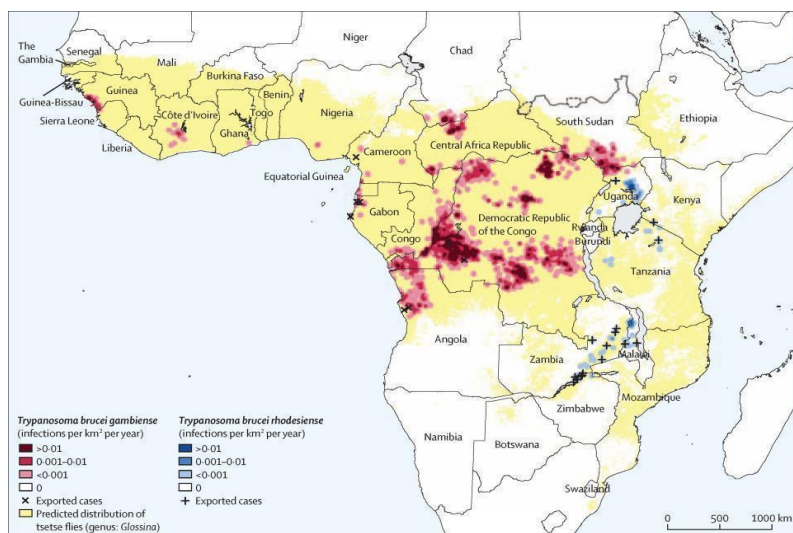 The
Gambia
Senegal
Mali
Niger
Chad
Guinea
Burkina Faso
Benin
Nigeria
Guinea-Bissau
Sierra Leone
Côte d'Ivoire
Togo
Ghana
Liberia
South Sudan
Ethiopia
Central Africa Republic
Cameroon
Equatorial Guinea
Uganda
Kenya
Gabon
Democratic Republic
of the Congo
Congo
Rwanda
Burundi
Tanzania
Angola
Zambia
Malawi
Mozambique
Zimbabwe
Namibia
Botswana
Swaziland
Trypanosoma brucei gambiense
(infections per km² per year)
>0·01
0·001–0·01
<0·001
0
Exported cases
Predicted distribution of
tsetse flies (genus: Glossina)
Trypanosoma brucei rhodesiense
(infections per km² per year)
>0·01
0·001–0·01
<0·001
0
Exported cases
0 500 1000 km